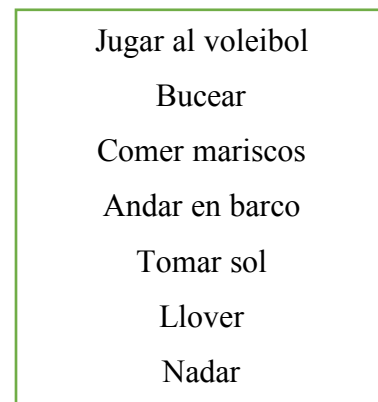 Jugar al voleibol
Bucear
Comer mariscos
Andar en barco
Tomar sol
Llover
Nadar